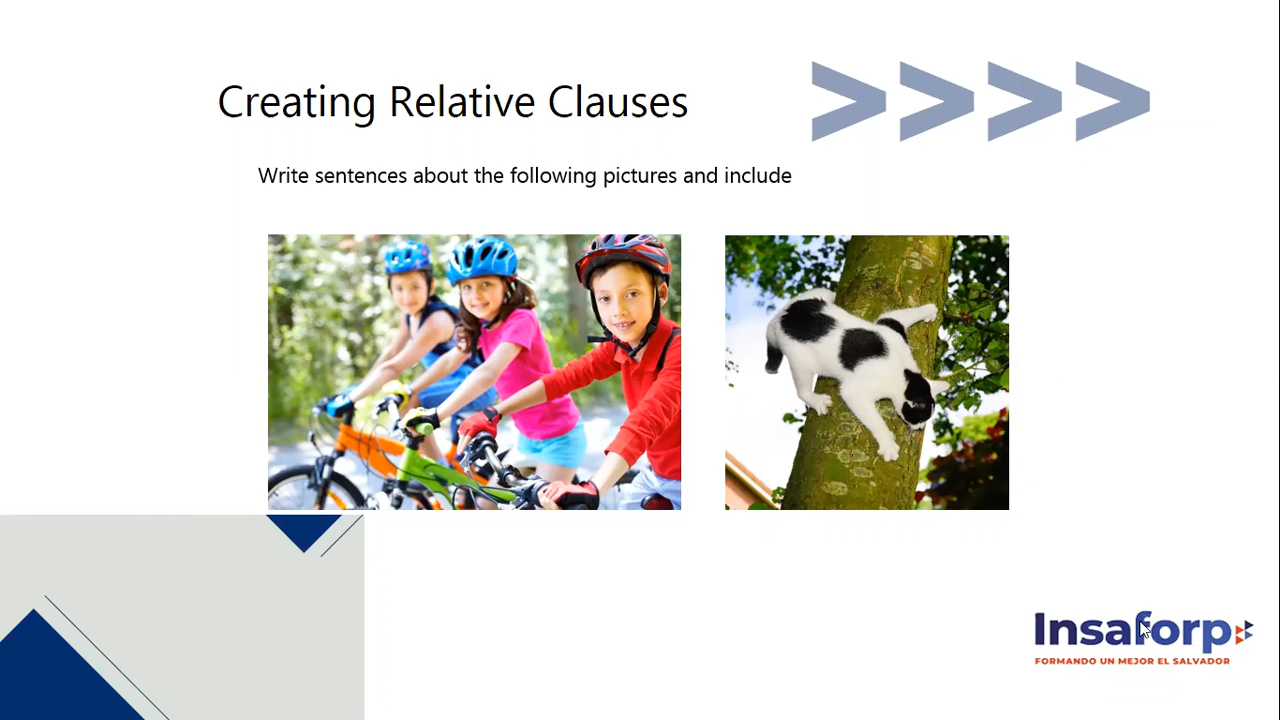 Creating Relative Clauses
Write sentences about the following pictures and include
Insaforp
FORMANDO UN MEJOR EL SALVADOR